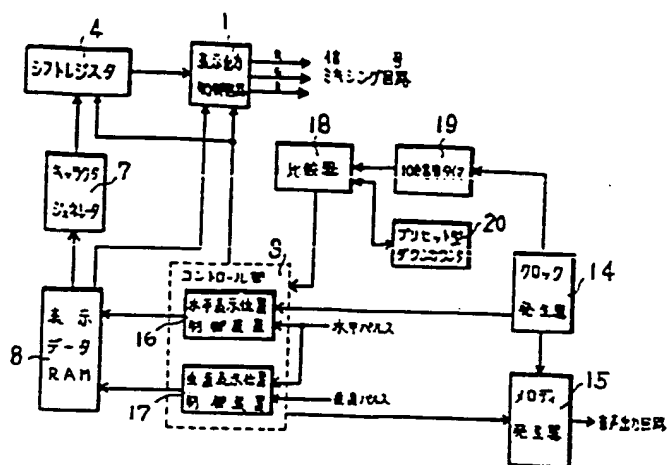 4
シフトレジスタ
1
表示出力
制御回路
R
G
B
信号
ミキシング回路
キャラクタ
ジェネレータ
7
18
比較器
19
20
プリセット型
ダウンカウンタ
クロック
発生器
14
コントロール部
9
水平表示位置
制御装置
16
水平パルス
垂直表示位置
制御装置
17
垂直パルス
表示
データ
RAM
8
メロディ
発生器
15
音声出力回路